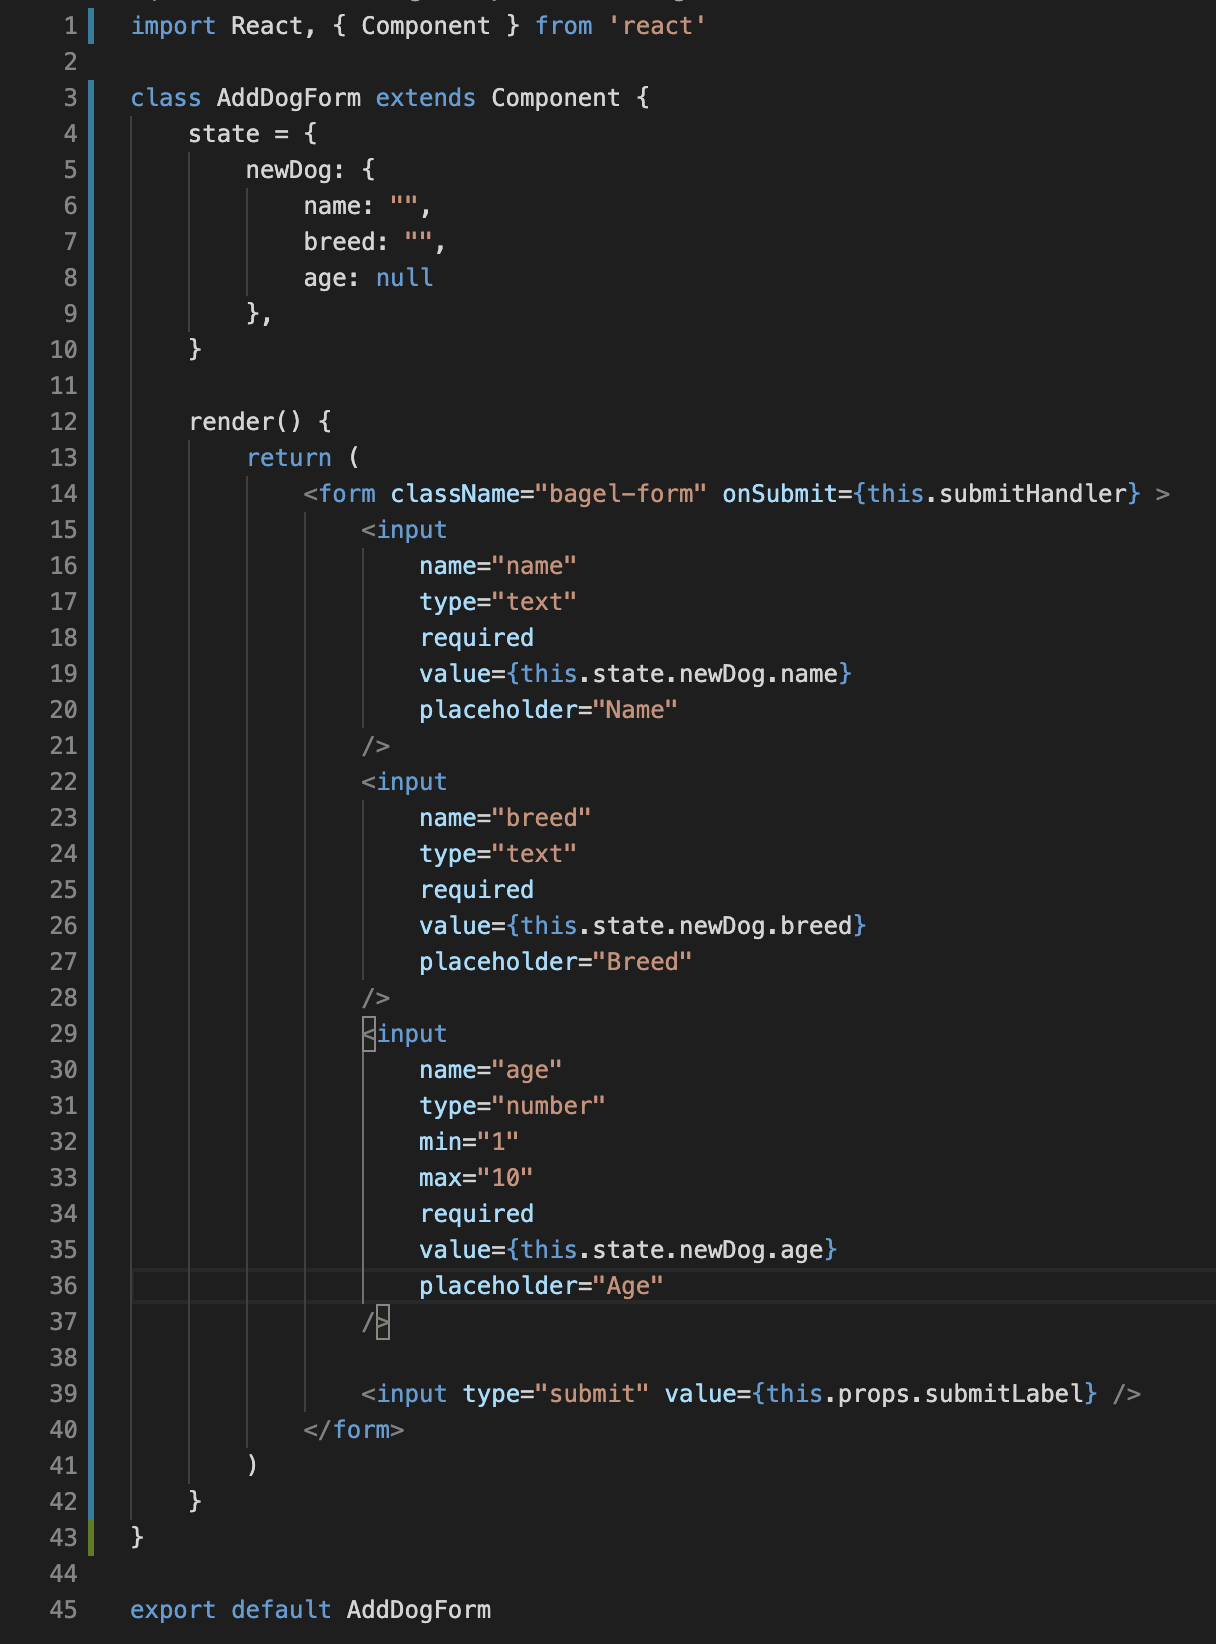 1 import React, { Component } from 'react'
2
3 class AddDogForm extends Component {
4     state = {
5         newDog: {
6             name: "",
7             breed: "",
8             age: null
9         },
10     }
11
12     render() {
13         return (
14             <form className="bagel-form" onSubmit={this.submitHandler} >
15                 <input
16                     name="name"
17                     type="text"
18                     required
19                     value={this.state.newDog.name}
20                     placeholder="Name"
21                 />
22                 <input
23                     name="breed"
24                     type="text"
25                     required
26                     value={this.state.newDog.breed}
27                     placeholder="Breed"
28                 />
29                 <input
30                     name="age"
31                     type="number"
32                     min="1"
33                     max="10"
34                     required
35                     value={this.state.newDog.age}
36                     placeholder="Age"
37                 />
38
39                 <input type="submit" value={this.props.submitLabel} />
40             </form>
41         )
42     }
43 }
44
45 export default AddDogForm